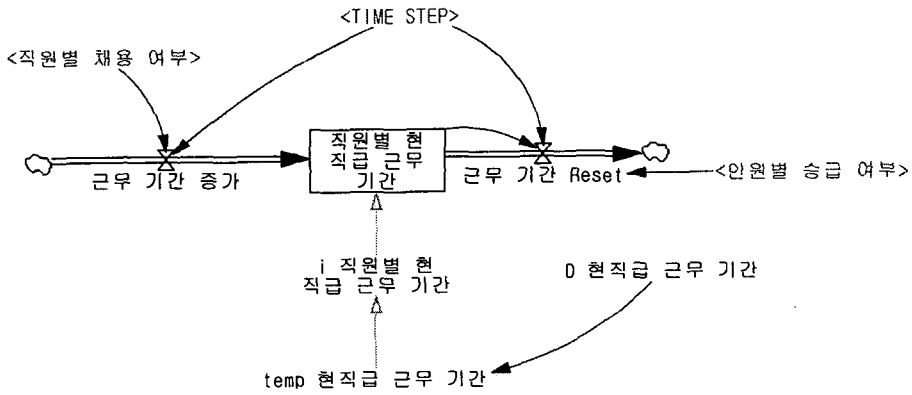 <TIME STEP>
<직원별 채용 여부>
직원별 현
직급 근무
기간
근무 기간 증가
근무 기간 Reset
<인원별 승급 여부>
i 직원별 현
직급 근무 기간
D 현직급 근무 기간
temp 현직급 근무 기간